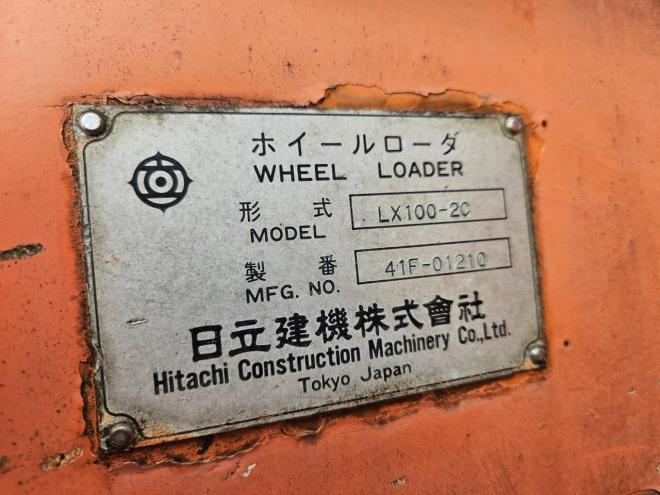 ホイールローダ
WHEEL LOADER
形 式 LX100-2C
MODEL
製 番 41F-01210
MFG. NO.
日立建機株式會社
Hitachi Construction Machinery Co.,Ltd.
Tokyo Japan